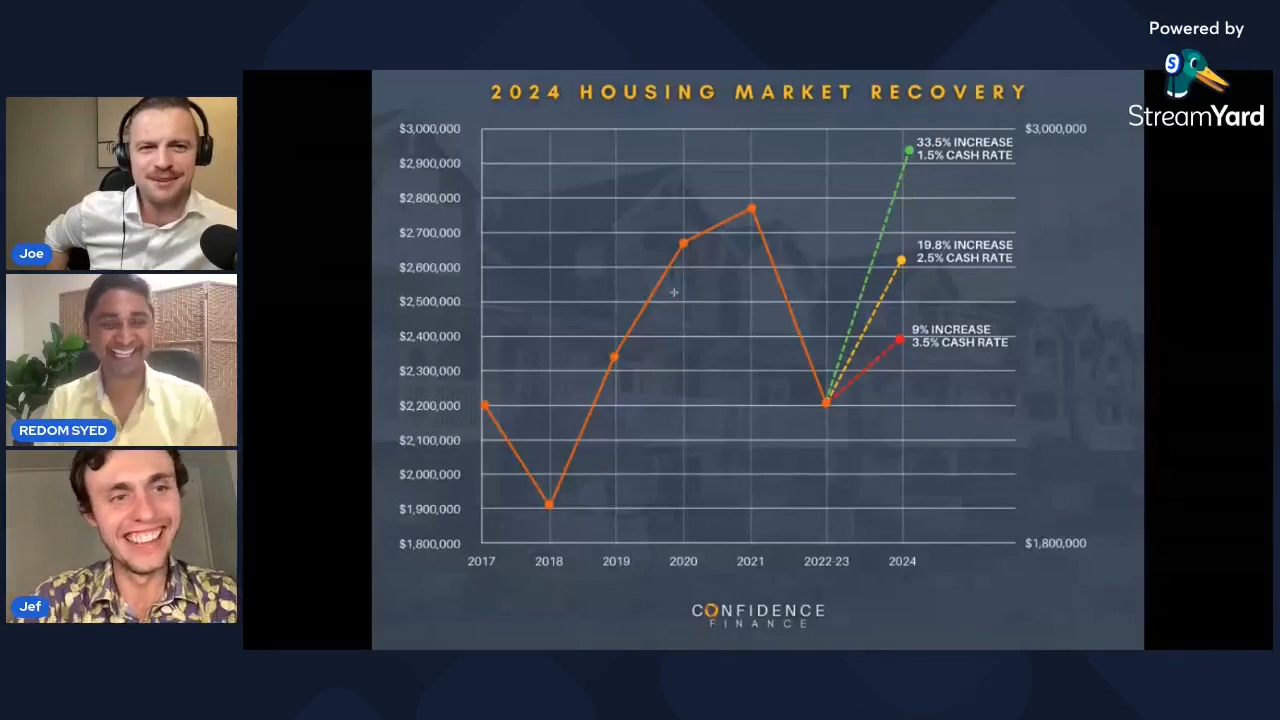 Powered by
S
StreamYard
Joe
REDOM SYED
Jef
2024 HOUSING MARKET RECOVERY
$3,000,000
$2,900,000
$2,800,000
$2,700,000
$2,600,000
$2,500,000
$2,400,000
$2,300,000
$2,200,000
$2,100,000
$2,000,000
$1,900,000
$1,800,000
$3,000,000
33.5% INCREASE
1.5% CASH RATE
19.8% INCREASE
2.5% CASH RATE
9% INCREASE
3.5% CASH RATE
$1,800,000
2017 2018 2019 2020 2021 2022-23 2024
CONFIDENCE
FINANCE